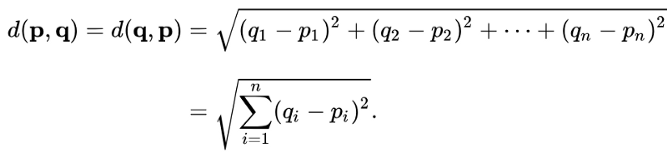 d(𝐩, 𝐪) = d(𝐪, 𝐩) = √((q₁ − p₁)² + (q₂ − p₂)² + ⋯ + (qₙ − pₙ)²
= √(∑ᵢ₌₁ⁿ (qᵢ − pᵢ)²).